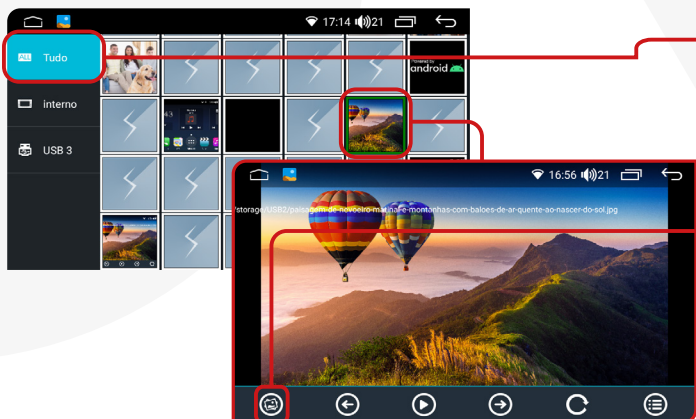 17:14 21
ALL Tudo
Powered by
android
interno
USB 3
16:56 21
/storage/USB2/paisagem-de-nevoeiro-matinal-e-montanhas-com-baloes-de-ar-quente-ao-nascer-do-sol.jpg